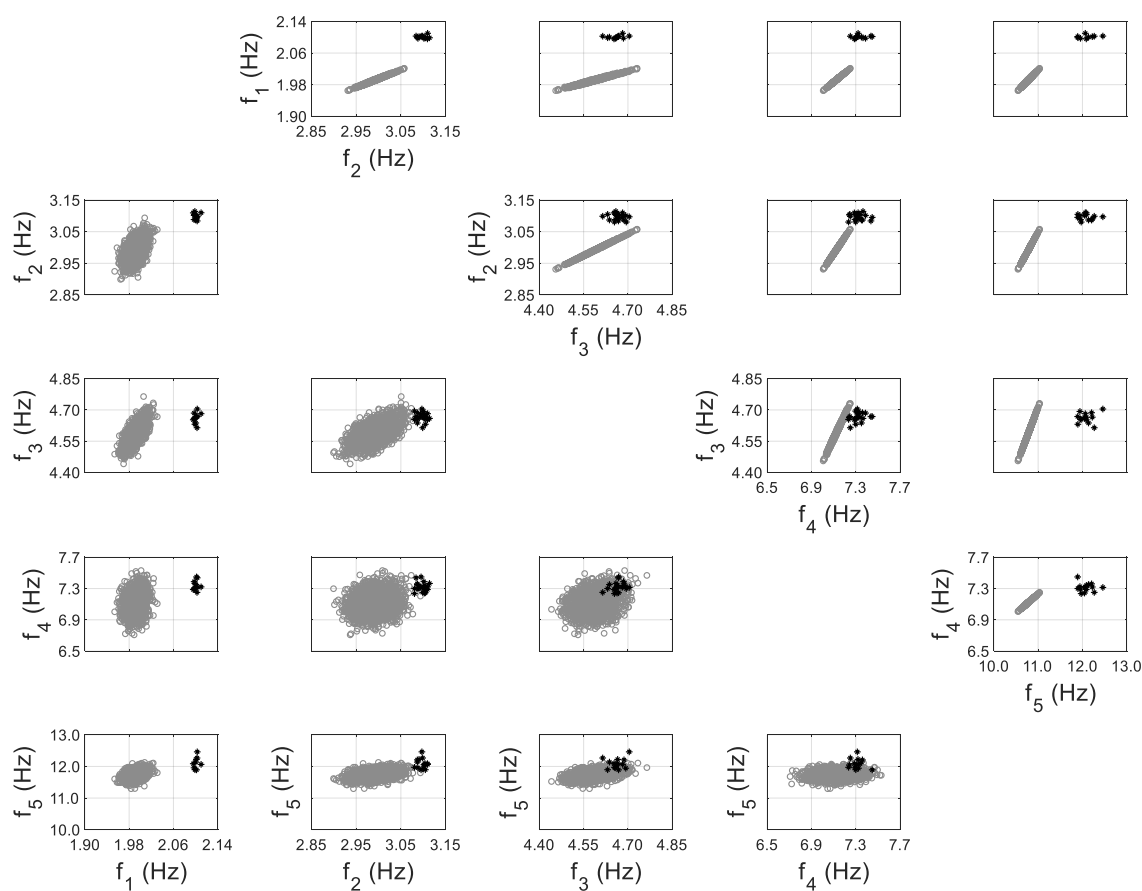 2.14
2.06
1.98
1.90
f1 (Hz)
2.85 2.95 3.05 3.15
f2 (Hz)
3.15
3.05
2.95
2.85
f2 (Hz)
f2 (Hz)
3.15
3.05
2.95
2.85
4.40 4.55 4.70 4.85
f3 (Hz)
4.85
4.70
4.55
4.40
f3 (Hz)
f3 (Hz)
4.85
4.70
4.55
4.40
6.5 6.9 7.3 7.7
f4 (Hz)
7.7
7.3
6.9
6.5
f4 (Hz)
f4 (Hz)
7.7
7.3
6.9
6.5
10.0 11.0 12.0 13.0
f5 (Hz)
13.0
12.0
11.0
10.0
f5 (Hz)
f5 (Hz)
f5 (Hz)
f5 (Hz)
1.90 1.98 2.06 2.14
2.85 2.95 3.05 3.15
4.40 4.55 4.70 4.85
6.5 6.9 7.3 7.7
f1 (Hz)
f2 (Hz)
f3 (Hz)
f4 (Hz)